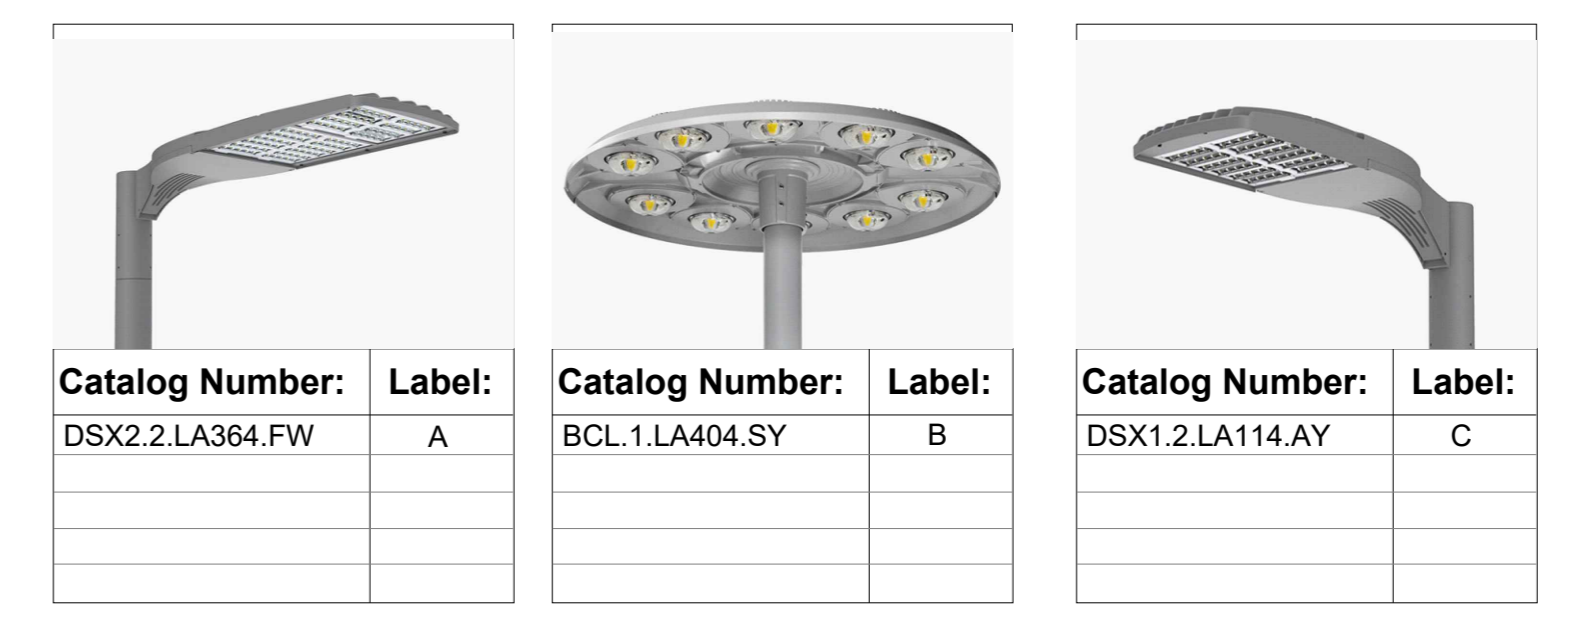 Catalog Number: Label:
DSX2.2.LA364.FW A
Catalog Number: Label:
BCL.1.LA404.SY B
Catalog Number: Label:
DSX1.2.LA114.AY C